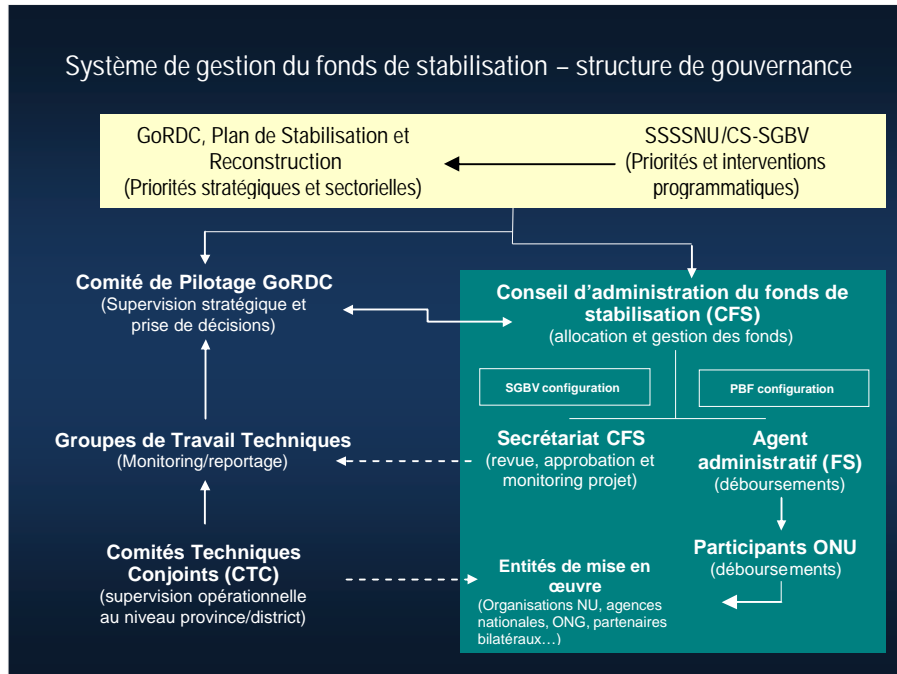 Système de gestion du fonds de stabilisation – structure de gouvernance
GoRDC, Plan de Stabilisation et
Reconstruction
(Priorités stratégiques et sectorielles)
SSSSNU/CS-SGBV
(Priorités et interventions
programmatiques)
Comité de Pilotage GoRDC
(Supervision stratégique et
prise de décisions)
Conseil d’administration du fonds de
stabilisation (CFS)
(allocation et gestion des fonds)
SGBV configuration
PBF configuration
Groupes de Travail Techniques
(Monitoring/reportage)
Secrétariat CFS
(revue, approbation et
monitoring projet)
Agent
administratif (FS)
(déboursements)
Comités Techniques
Conjoints (CTC)
(supervision opérationnelle
au niveau province/district)
Entités de mise en
œuvre
(Organisations NU, agences
nationales, ONG, partenaires
bilatéraux…)
Participants ONU
(déboursements)